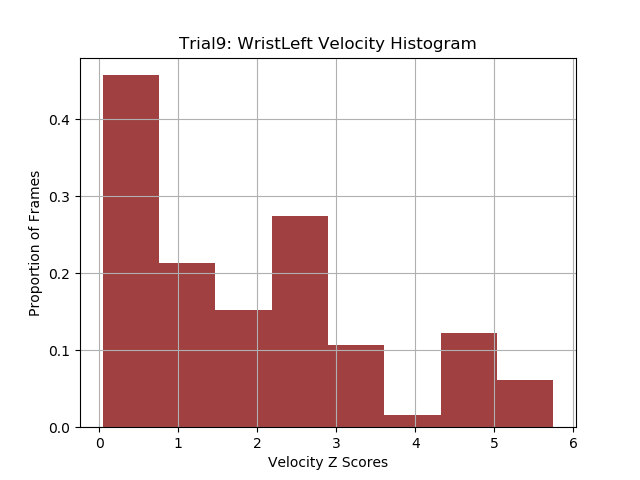 Trial9: WristLeft Velocity Histogram
Proportion of Frames
0.4
0.3
0.2
0.1
0.0
0 1 2 3 4 5 6
Velocity Z Scores